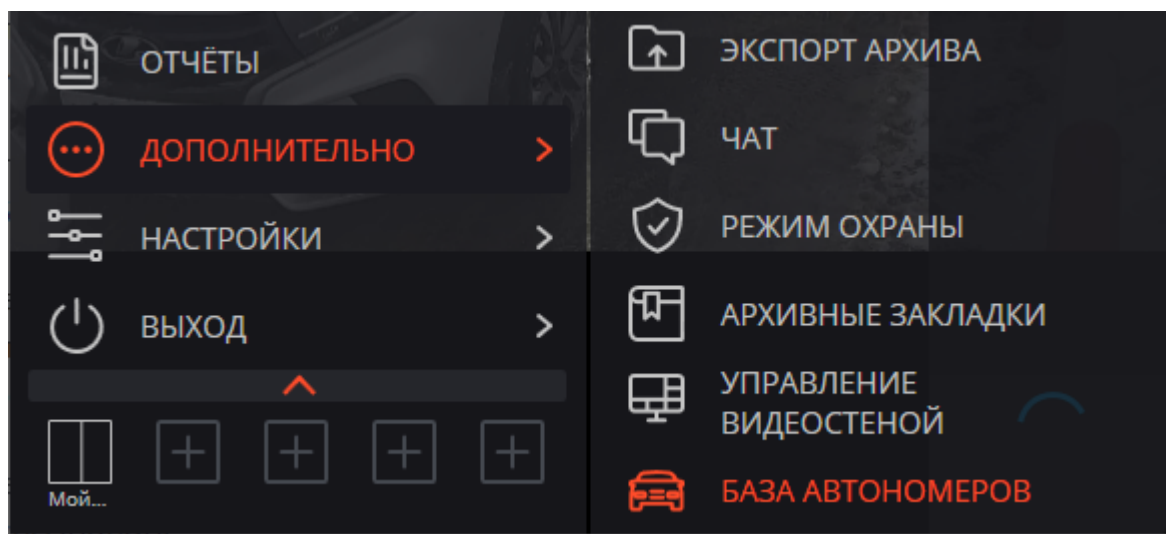 ОТЧЁТЫ
ДОПОЛНИТЕЛЬНО
НАСТРОЙКИ
ВЫХОД
Мой...
ЭКСПОРТ АРХИВА
ЧАТ
РЕЖИМ ОХРАНЫ
АРХИВНЫЕ ЗАКЛАДКИ
УПРАВЛЕНИЕ
ВИДЕОСТЕНОЙ
БАЗА АВТОНОМЕРОВ